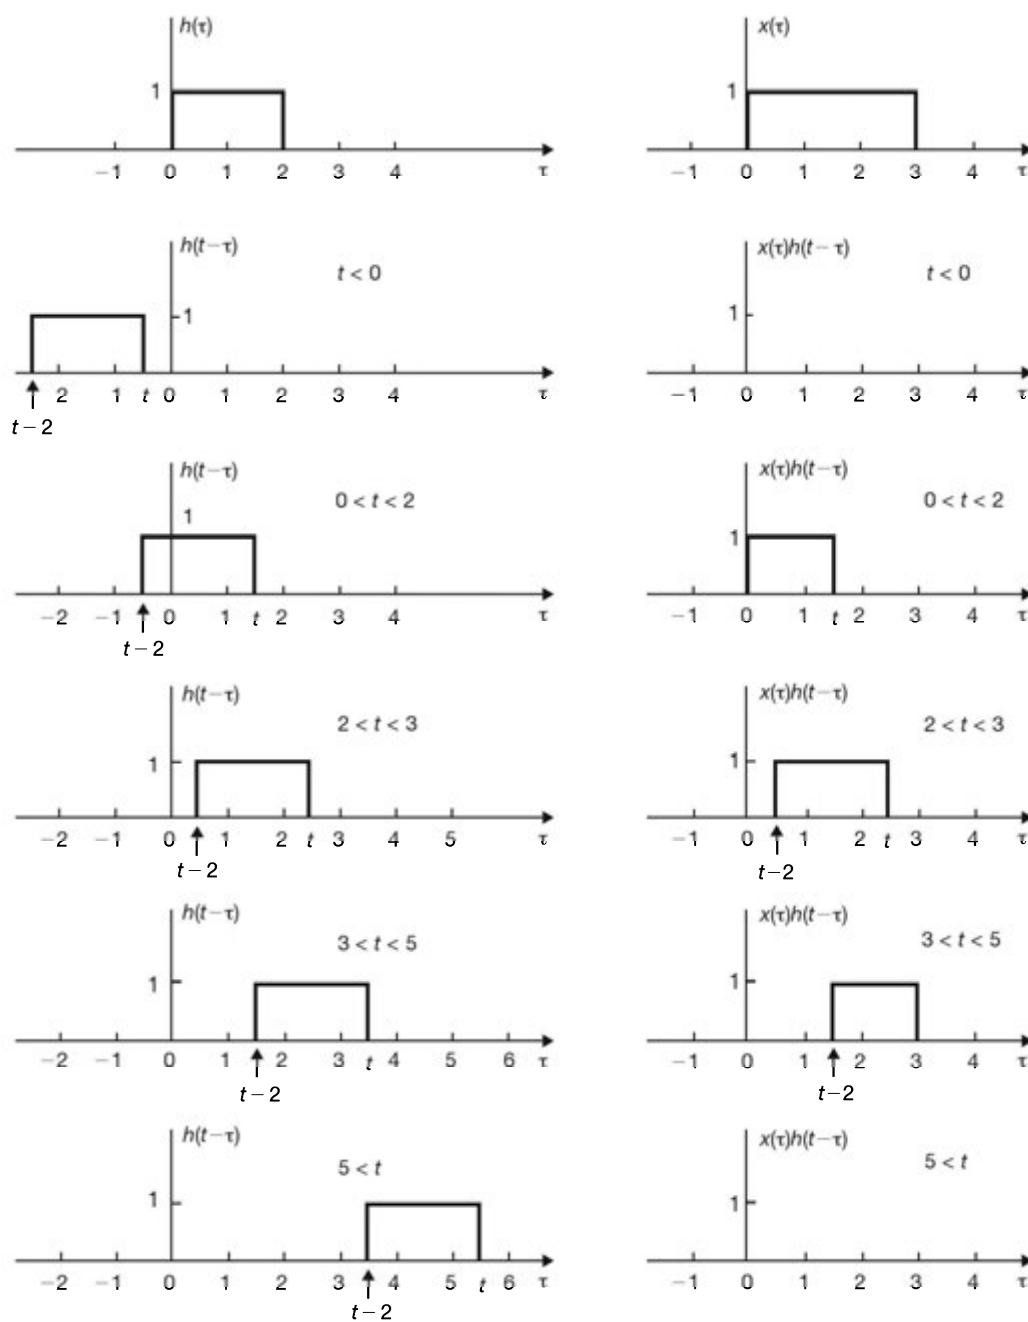 h(τ) x(τ)
1 1
−1 0 1 2 3 4 τ −1 0 1 2 3 4 τ
h(t−τ) x(τ)h(t−τ)
t < 0 t < 0
1 1
2 1 t 0 1 2 3 4 τ −1 0 1 2 3 4 τ
t−2
h(t−τ) x(τ)h(t−τ)
0 < t < 2 0 < t < 2
1 1
−2 −1 0 1 t 2 3 4 τ −1 0 1 t 2 3 4 τ
t−2
h(t−τ) x(τ)h(t−τ)
2 < t < 3 2 < t < 3
1 1
−2 −1 0 1 2 t 3 4 5 τ −1 0 1 2 t 3 4 τ
t−2 t−2
h(t−τ) x(τ)h(t−τ)
3 < t < 5 3 < t < 5
1 1
−2 −1 0 1 2 3 t 4 5 6 τ −1 0 1 2 3 4 τ
t−2 t−2
h(t−τ) x(τ)h(t−τ)
5 < t 5 < t
1 1
−2 −1 0 1 2 3 4 5 t 6 τ −1 0 1 2 3 4 τ
t−2